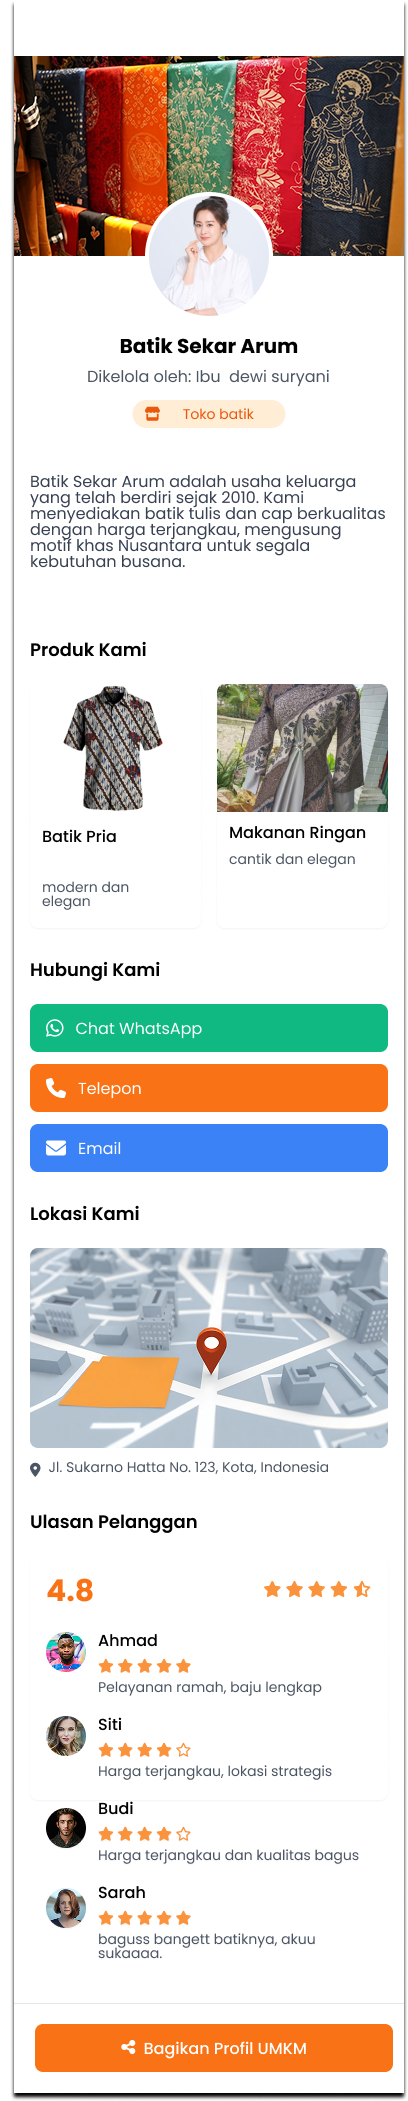 Batik Sekar Arum
Dikelola oleh: Ibu  dewi suryani
Toko batik
Batik Sekar Arum adalah usaha keluarga
yang telah berdiri sejak 2010. Kami
menyediakan batik tulis dan cap berkualitas
dengan harga terjangkau, mengusung
motif khas Nusantara untuk segala
kebutuhan busana.
Produk Kami
Batik Pria
modern dan
elegan
Makanan Ringan
cantik dan elegan
Hubungi Kami
Chat WhatsApp
Telepon
Email
Lokasi Kami
Jl. Sukarno Hatta No. 123, Kota, Indonesia
Ulasan Pelanggan
4.8
Ahmad
Pelayanan ramah, baju lengkap
Siti
Harga terjangkau, lokasi strategis
Budi
Harga terjangkau dan kualitas bagus
Sarah
baguss bangett batiknya, akuu
sukaaaa.
Bagikan Profil UMKM